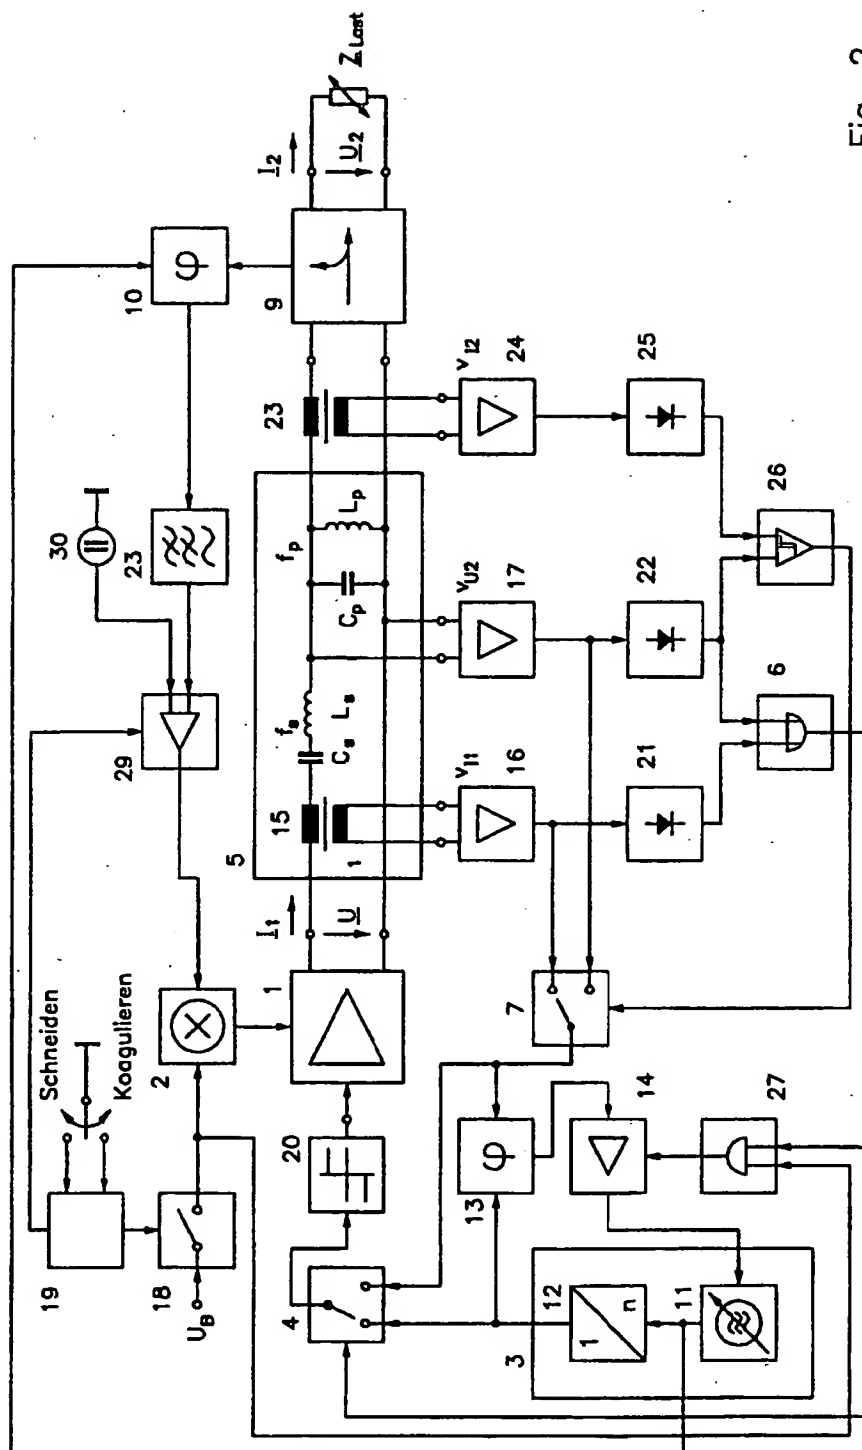 Fig. 2
Z Last
I2
U2
φ
10
9
30
23
23
VI2
24
25
26
Lp
fp
Cp
VU2
17
22
6
29
fs
Ls
Cs
15
1
5
VI1
16
21
I1
U
1
7
2
Schneiden
Koagulieren
20
φ
13
14
27
19
18
UB
4
12
1
n
3
11